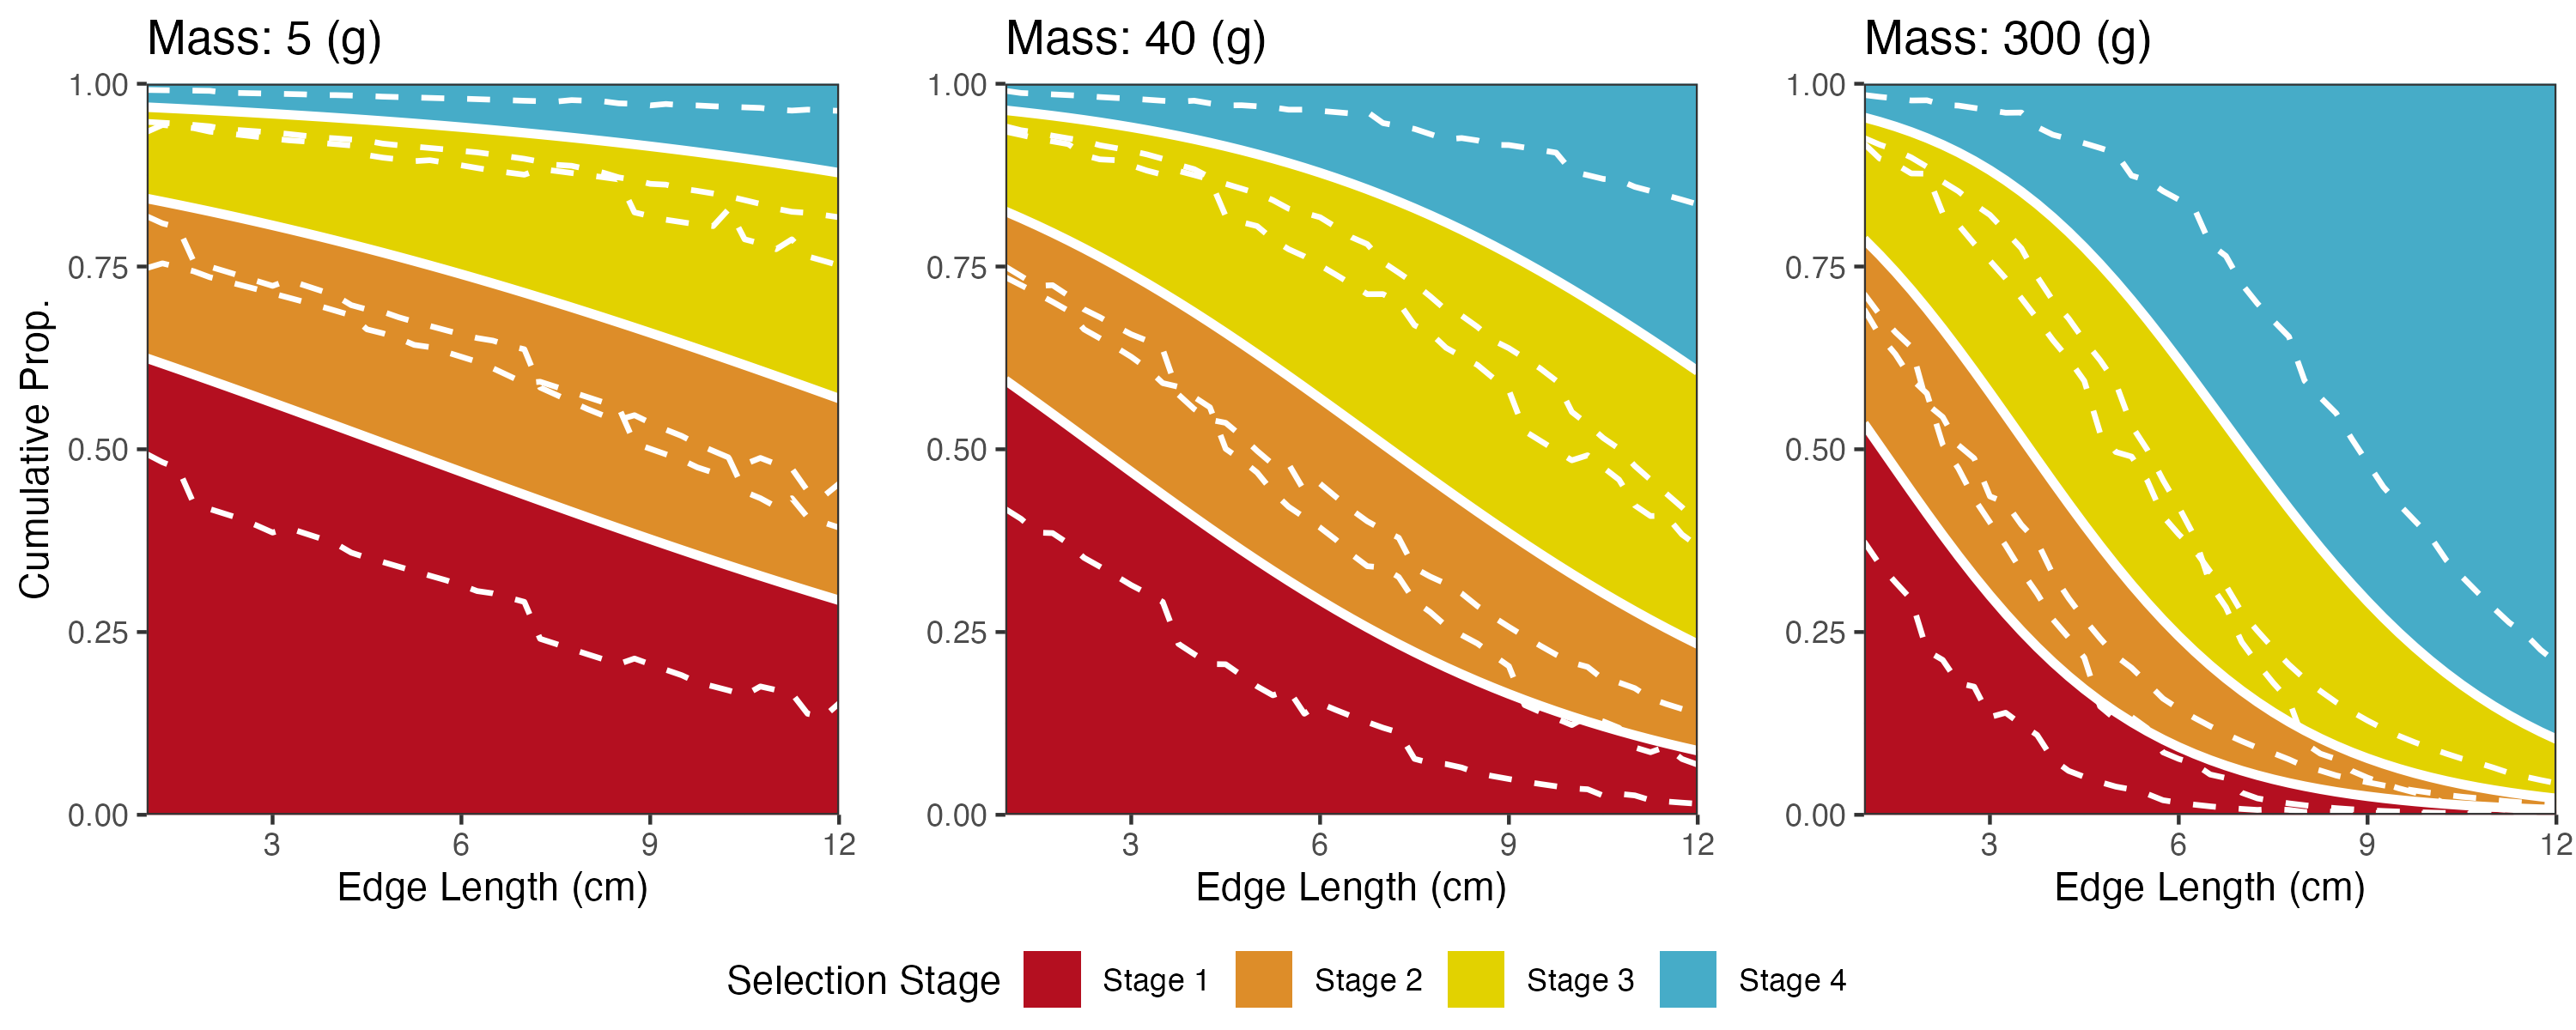 Mass: 5 (g)
Mass: 40 (g)
Mass: 300 (g)
Cumulative Prop.
1.00
0.75
0.50
0.25
0.00
3 6 9 12
Edge Length (cm)
1.00
0.75
0.50
0.25
0.00
3 6 9 12
Edge Length (cm)
1.00
0.75
0.50
0.25
0.00
3 6 9 12
Edge Length (cm)
Selection Stage Stage 1 Stage 2 Stage 3 Stage 4